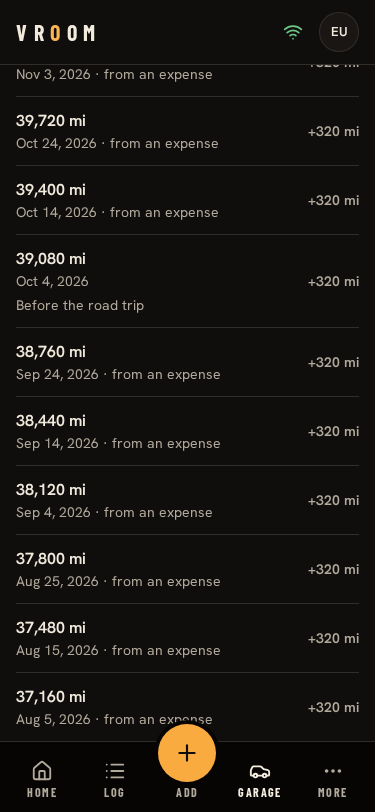 VROOM
EU
Nov 3, 2026 · from an expense
+320 mi
39,720 mi
Oct 24, 2026 · from an expense
+320 mi
39,400 mi
Oct 14, 2026 · from an expense
+320 mi
39,080 mi
Oct 4, 2026
Before the road trip
+320 mi
38,760 mi
Sep 24, 2026 · from an expense
+320 mi
38,440 mi
Sep 14, 2026 · from an expense
+320 mi
38,120 mi
Sep 4, 2026 · from an expense
+320 mi
37,800 mi
Aug 25, 2026 · from an expense
+320 mi
37,480 mi
Aug 15, 2026 · from an expense
+320 mi
37,160 mi
Aug 5, 2026 · from an expense
+320 mi
HOME
LOG
ADD
GARAGE
MORE